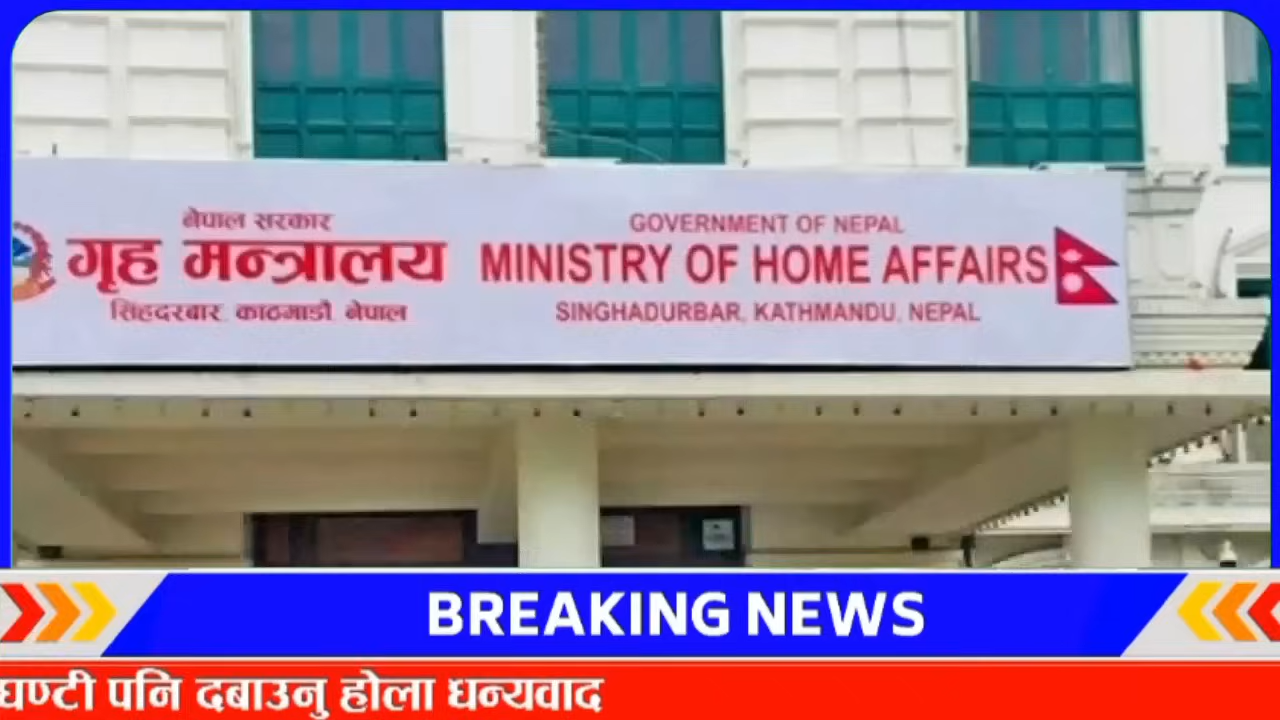 नेपाल सरकार
गृह मन्त्रालय
सिंहदरबार, काठमाडौं, नेपाल
GOVERNMENT OF NEPAL
MINISTRY OF HOME AFFAIRS
SINGHADURBAR, KATHMANDU, NEPAL
BREAKING NEWS
घण्टी पनि दबाउनु होला धन्यवाद